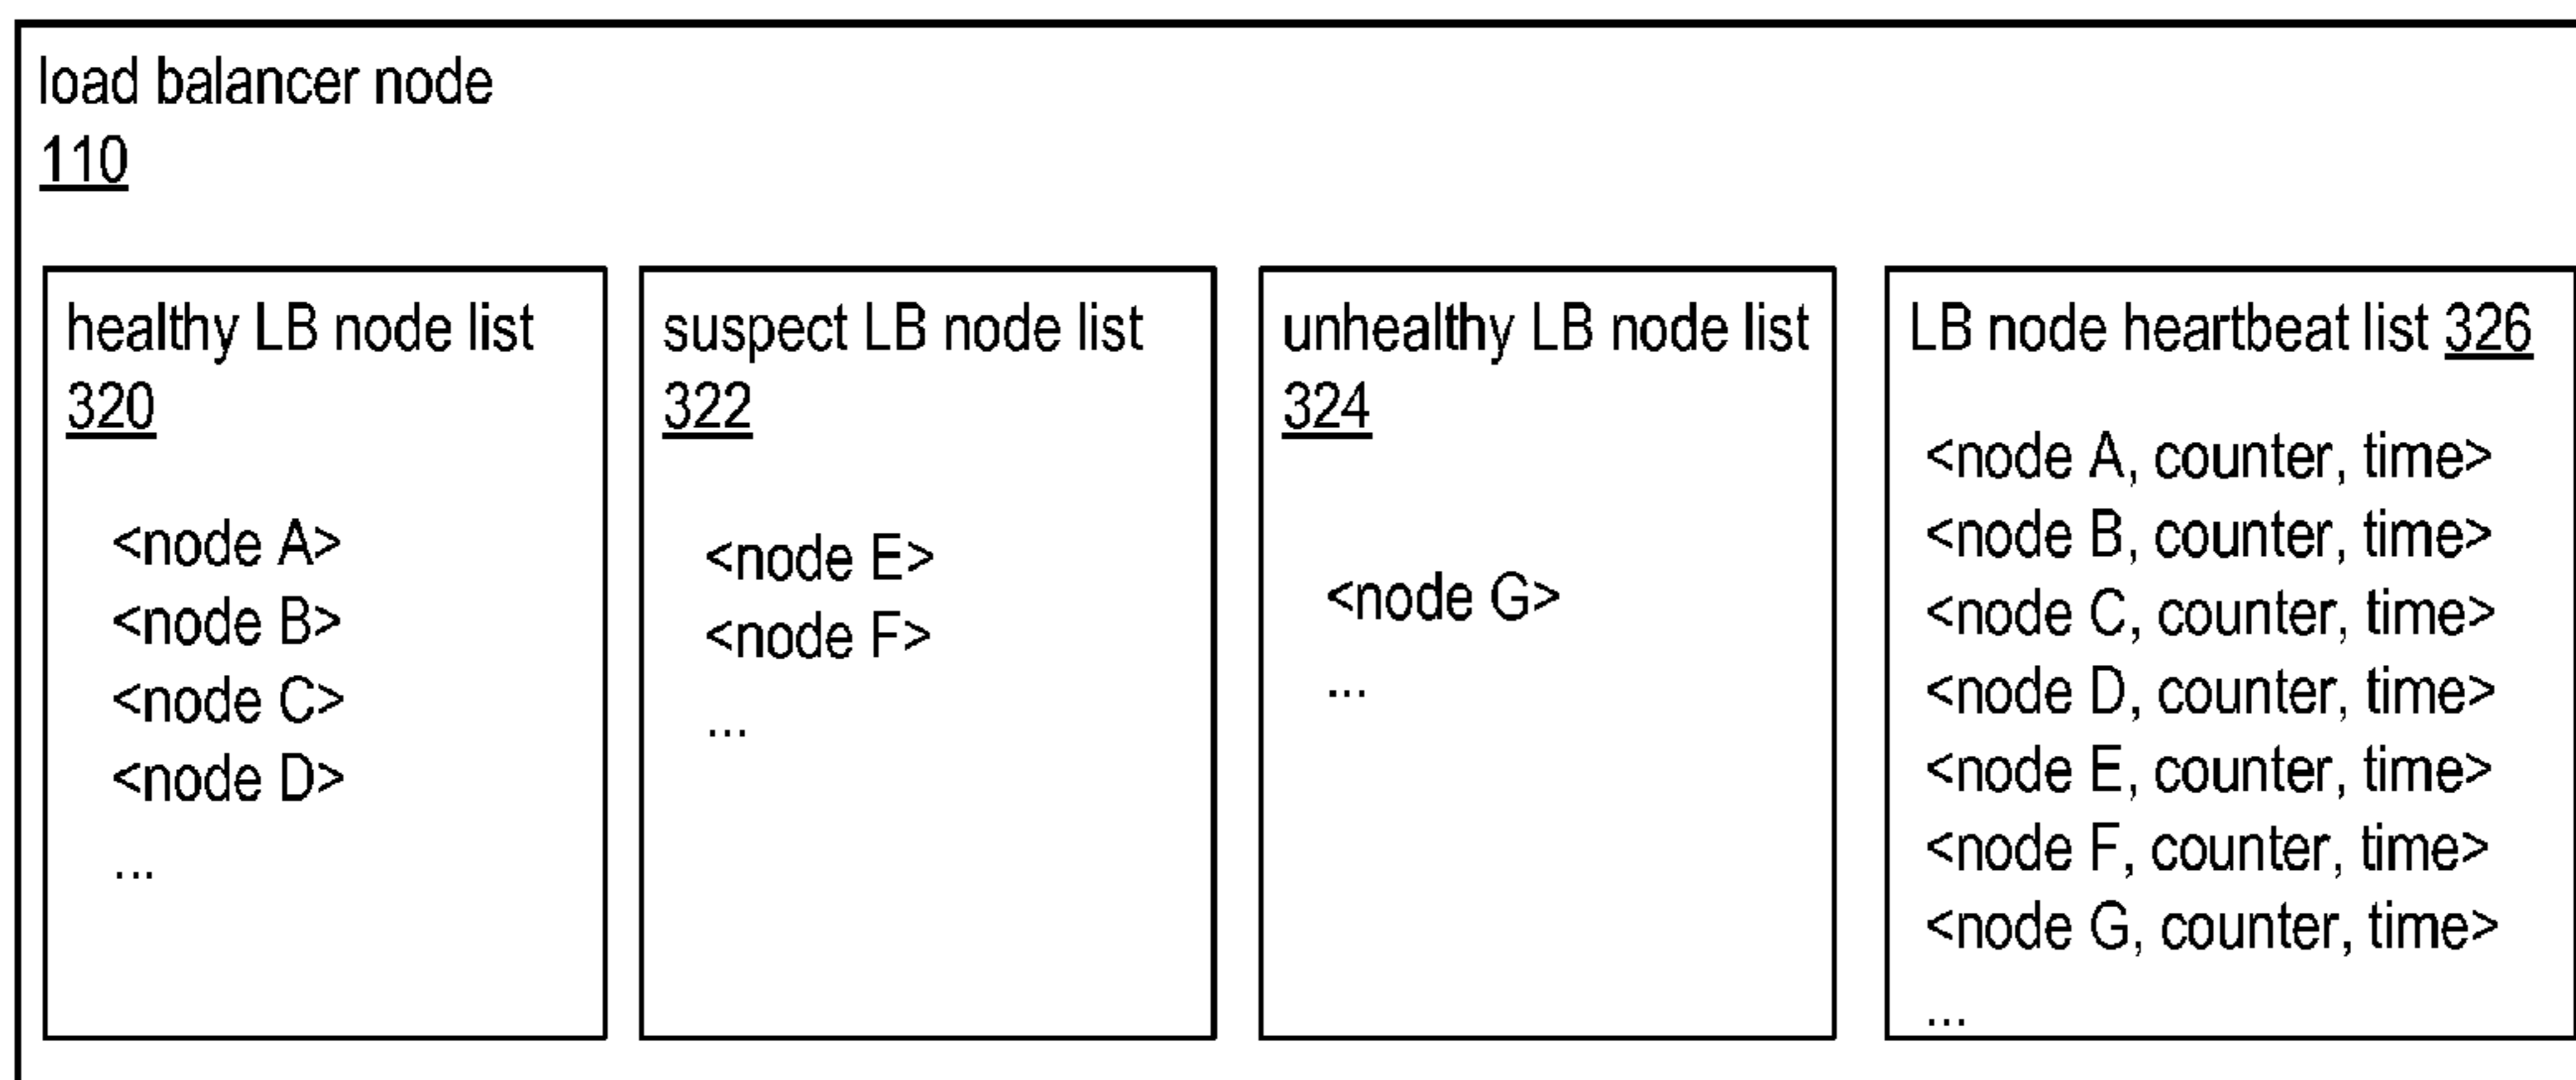 load balancer node
110
healthy LB node list
320
<node A>
<node B>
<node C>
<node D>
...
suspect LB node list
322
<node E>
<node F>
...
unhealthy LB node list
324
<node G>
...
LB node heartbeat list 326
<node A, counter, time>
<node B, counter, time>
<node C, counter, time>
<node D, counter, time>
<node E, counter, time>
<node F, counter, time>
<node G, counter, time>
...